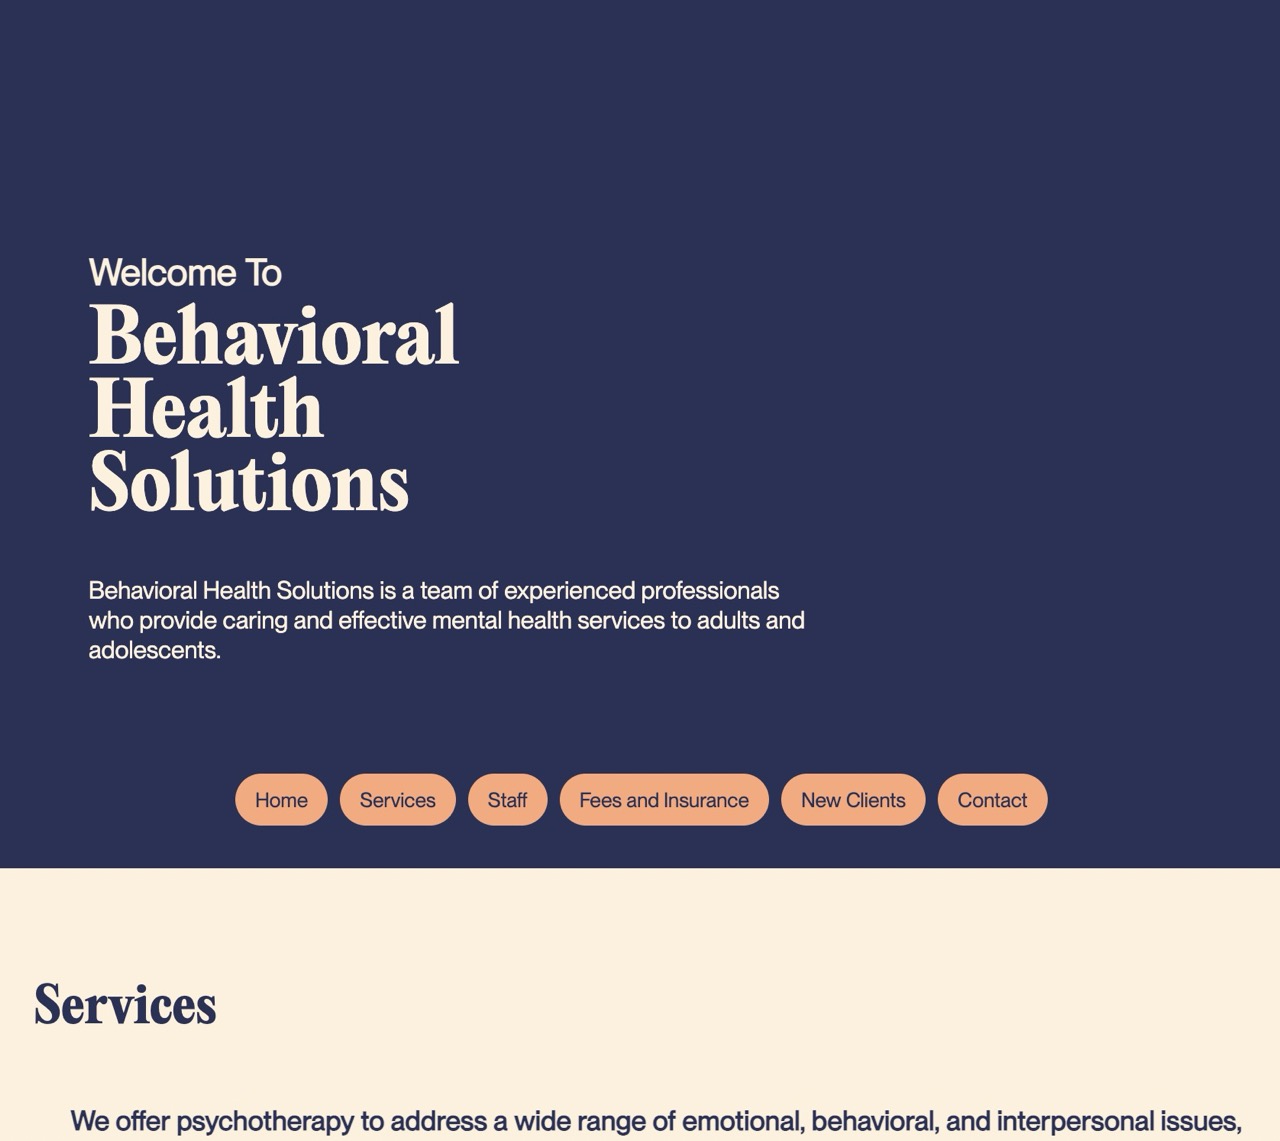 Welcome To
Behavioral
Health
Solutions
Behavioral Health Solutions is a team of experienced professionals
who provide caring and effective mental health services to adults and
adolescents.
Home
Services
Staff
Fees and Insurance
New Clients
Contact
Services
We offer psychotherapy to address a wide range of emotional, behavioral, and interpersonal issues,